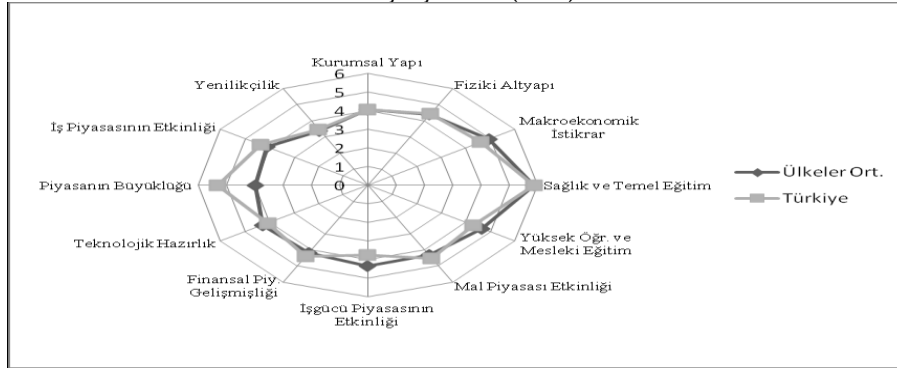 Kurumsal Yapı
Fiziki Altyapı
Makroekonomik
İstikrar
Sağlık ve Temel Eğitim
Yüksek Öğr. ve
Mesleki Eğitim
Mal Piyasası Etkinliği
İşgücü Piyasasının
Etkinliği
Finansal Piy.
Gelişmişliği
Teknolojik Hazırlık
Piyasanın Büyüklüğü
İş Piyasasının Etkinliği
Yenilikçilik
6
5
4
3
2
1
0
Ülkeler Ort.
Türkiye